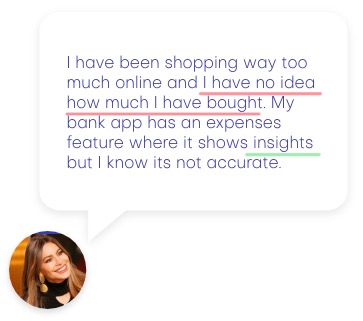 I have been shopping way too
much online and I have no idea
how much I have bought. My
bank app has an expenses
feature where it shows insights
but I know its not accurate.